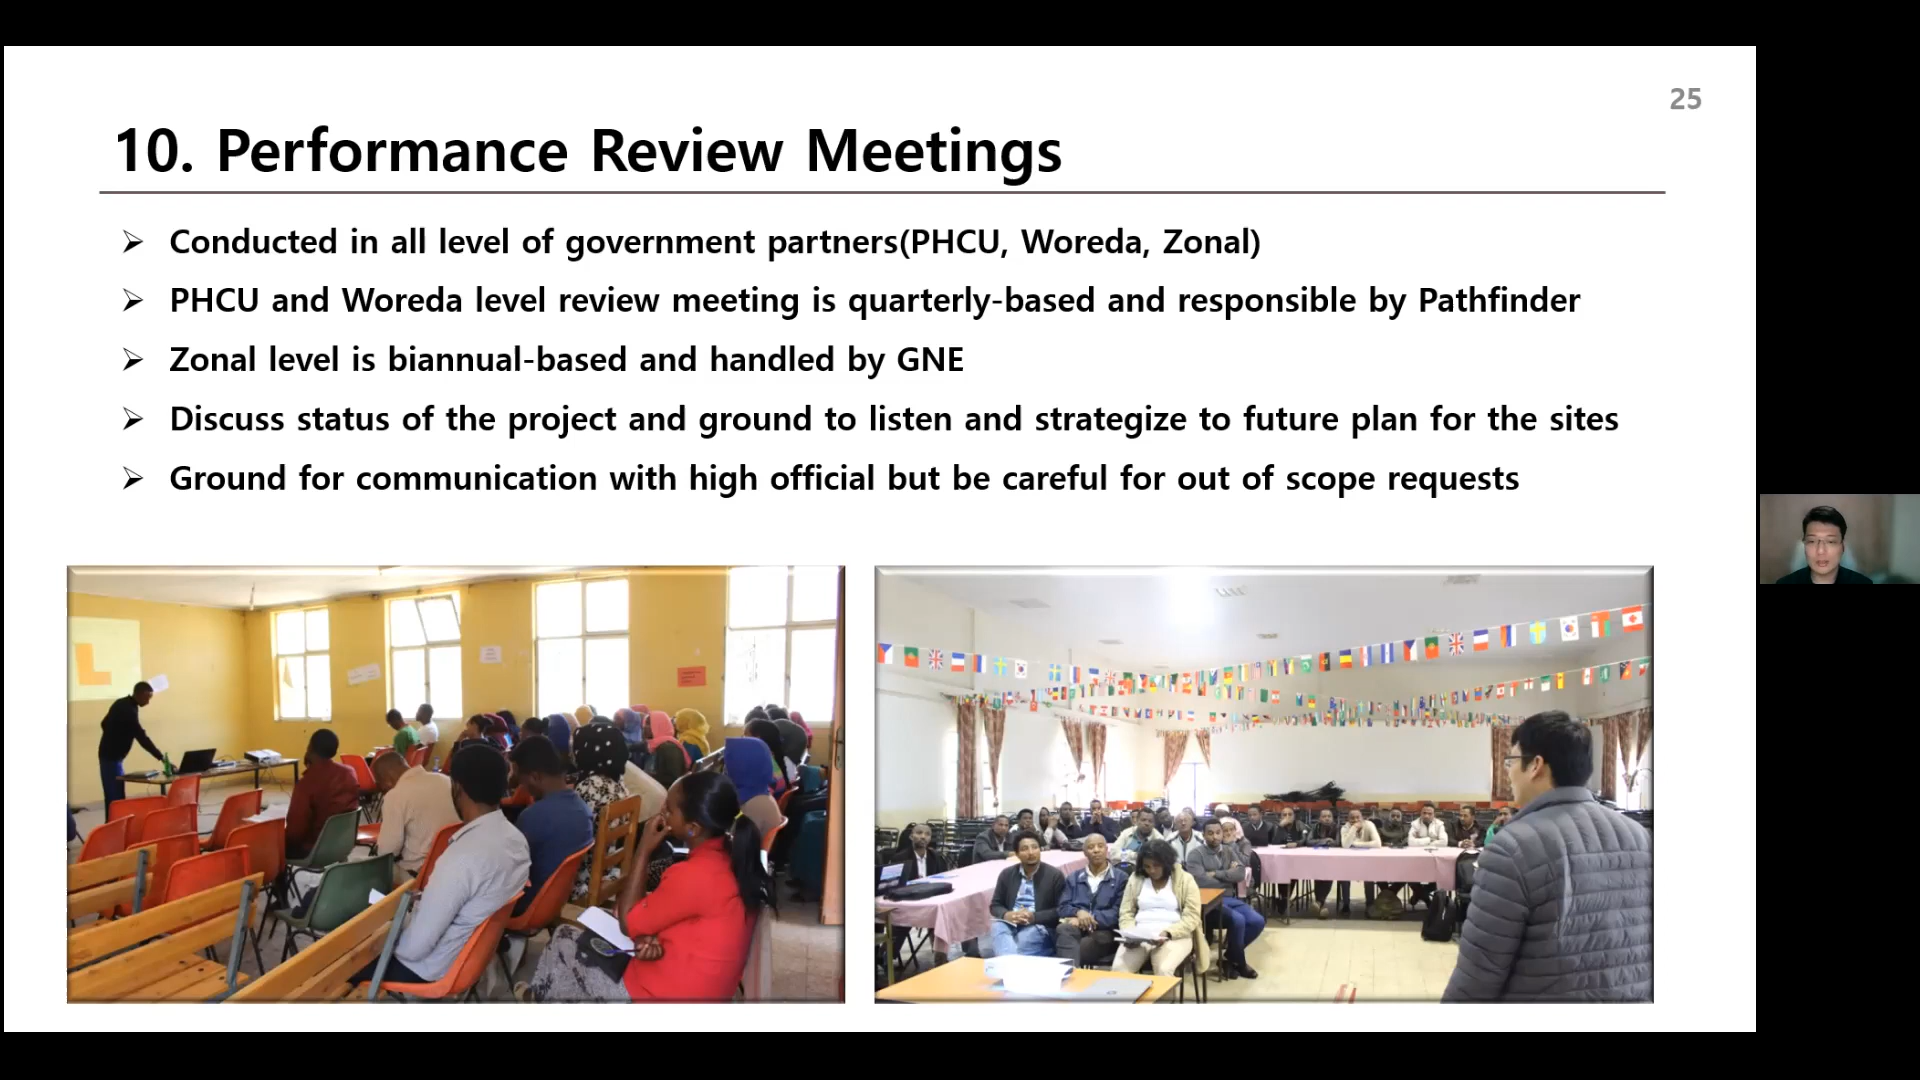 25
10. Performance Review Meetings
➢ Conducted in all level of government partners(PHCU, Woreda, Zonal)
➢ PHCU and Woreda level review meeting is quarterly-based and responsible by Pathfinder
➢ Zonal level is biannual-based and handled by GNE
➢ Discuss status of the project and ground to listen and strategize to future plan for the sites
➢ Ground for communication with high official but be careful for out of scope requests